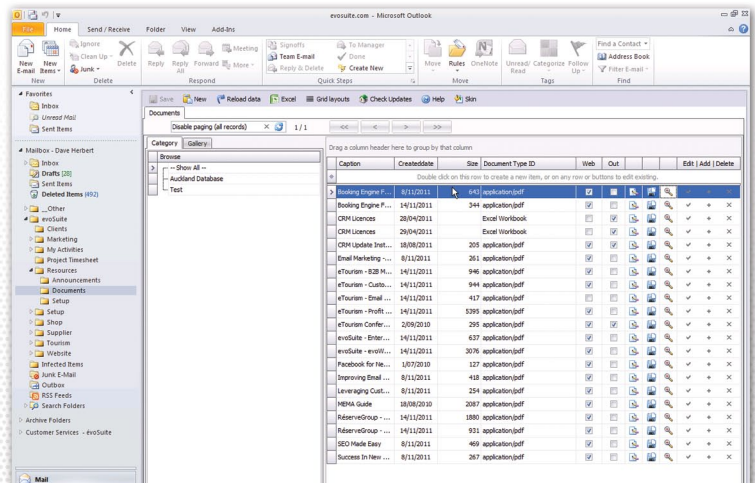 evosuite.com - Microsoft Outlook
File Home Send / Receive Folder View Add-Ins
New E-mail New Items Ignore Clean Up Junk Delete Reply Reply All Forward Meeting More Signoffs Team E-mail Reply & Delete To Manager Done Create New Move Rules OneNote Unread/ Read Categorize Follow Up Find a Contact Address Book Filter E-mail
New Delete Respond Quick Steps Move Tags Find
Favorites
Inbox
Unread Mail
Sent Items
Mailbox - Dave Herbert
Inbox
Drafts [28]
Sent Items
Deleted Items (492)
__Other
evoSuite
Clients
Marketing
My Activities
Project Timesheet
Resources
Announcements
Documents
Setup
Setup
Shop
Supplier
Tourism
Website
Infected Items
Junk E-Mail
Outbox
RSS Feeds
Search Folders
Archive Folders
Customer Services - évoSuite
Mail
Save New Reload data Excel Grid layouts Check Updates Help Skin
Documents
Disable paging (all records) × 1 / 1 << < > >>
Category Gallery
Browse
-- Show All --
Auckland Database
Test
Drag a column header here to group by that column
Caption Createddate Size Document Type ID Web Out Edit | Add | Delete
Double click on this row to create a new item, or on any row or buttons to edit existing.
Booking Engine F... 8/11/2011 643 application/pdf
Booking Engine F... 14/11/2011 344 application/pdf
CRM Licences 28/04/2011 Excel Workbook
CRM Licences 29/04/2011 Excel Workbook
CRM Update Inst... 18/08/2011 205 application/pdf
Email Marketing -... 8/11/2011 261 application/pdf
eTourism - B2B M... 14/11/2011 946 application/pdf
eTourism - Custo... 14/11/2011 944 application/pdf
eTourism - Email ... 14/11/2011 417 application/pdf
eTourism - Profit ... 14/11/2011 5395 application/pdf
eTourism Confer... 2/09/2010 295 application/pdf
evoSuite - Enter... 14/11/2011 637 application/pdf
evoSuite - evoW... 14/11/2011 3076 application/pdf
Facebook for Ne... 1/07/2010 127 application/pdf
Improving Email ... 8/11/2011 418 application/pdf
Leveraging Cust... 8/11/2011 254 application/pdf
MEMA Guide 18/08/2010 2087 application/pdf
RéserveGroup - ... 14/11/2011 1880 application/pdf
RéserveGroup - ... 14/11/2011 931 application/pdf
SEO Made Easy 8/11/2011 469 application/pdf
Success In New ... 8/11/2011 267 application/pdf